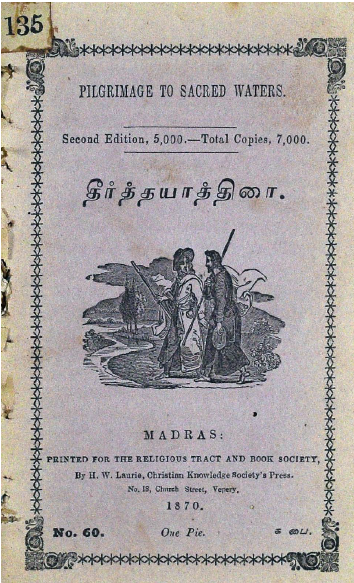 135
PILGRIMAGE TO SACRED WATERS.
Second Edition, 5,000.—Total Copies, 7,000.
தீர்த்தயாத்திரை.
MADRAS:
PRINTED FOR THE RELIGIOUS TRACT AND BOOK SOCIETY,
By H. W. Laurie, Christian Knowledge Society's Press.
No. 18, Church Street, Vepery.
1870.
No. 60. One Pie. ௧ பை.